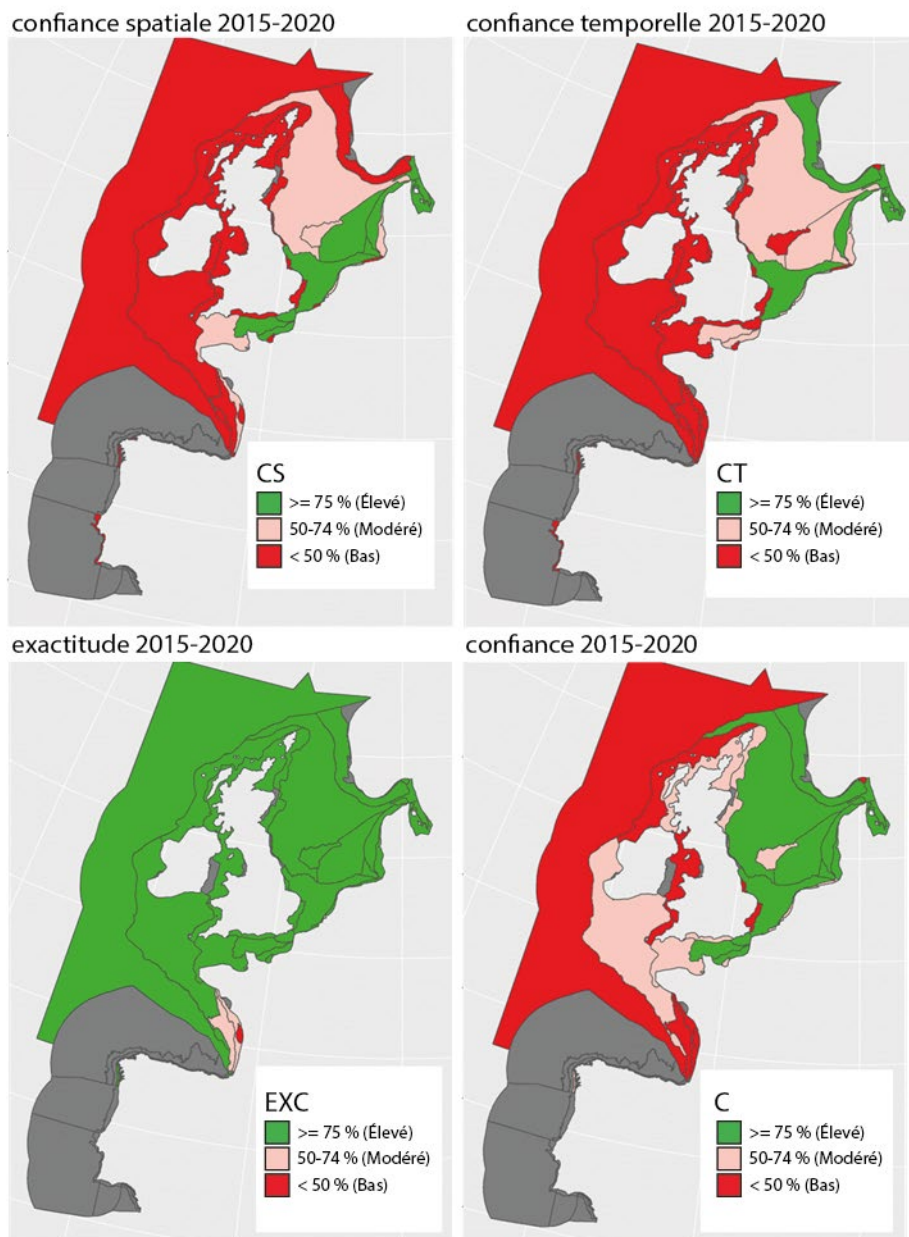 confiance spatiale 2015-2020
CS
>= 75 % (Élevé)
50-74 % (Modéré)
< 50 % (Bas)
confiance temporelle 2015-2020
CT
>= 75 % (Élevé)
50-74 % (Modéré)
< 50 % (Bas)
exactitude 2015-2020
EXC
>= 75 % (Élevé)
50-74 % (Modéré)
< 50 % (Bas)
confiance 2015-2020
C
>= 75 % (Élevé)
50-74 % (Modéré)
< 50 % (Bas)